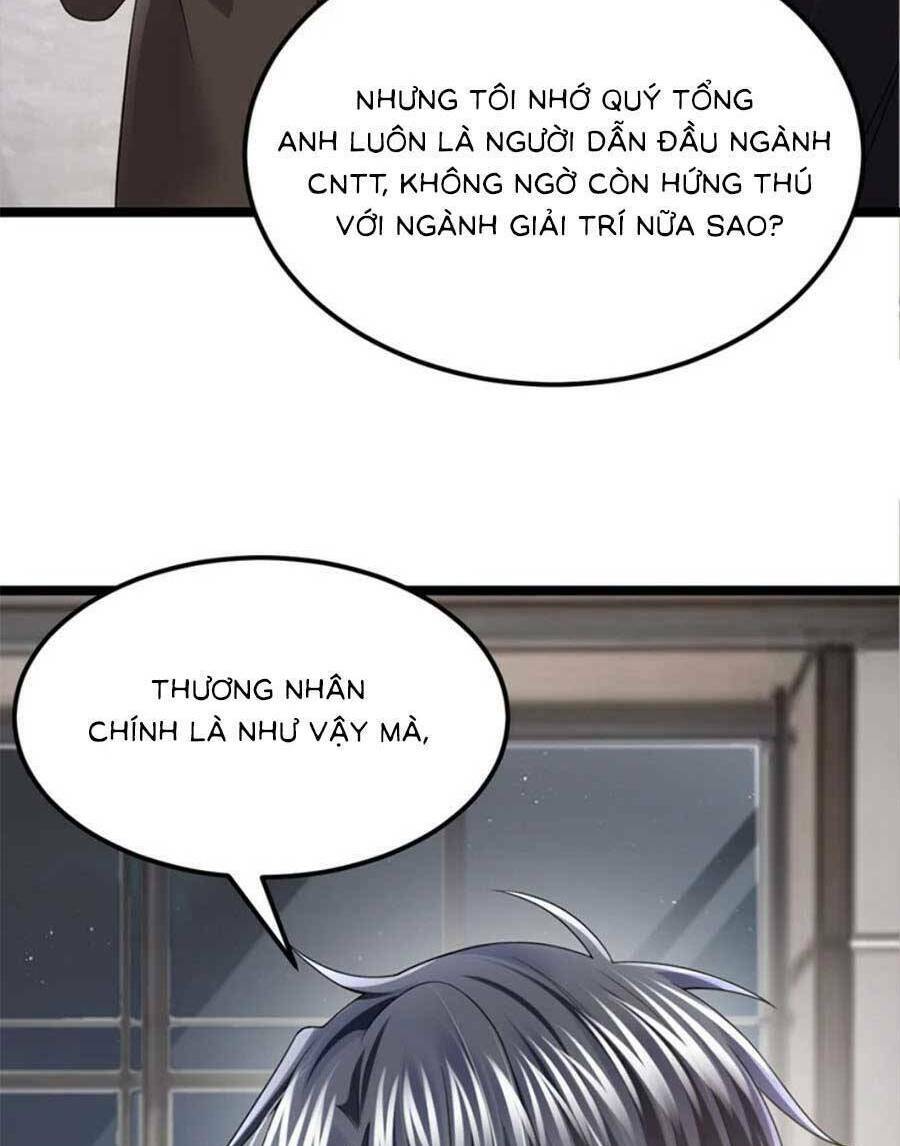 NHƯNG TÔI NHỚ QUÝ TỔNG
ANH LUÔN LÀ NGƯỜI DẪN ĐẦU NGÀNH
CNTT, KHÔNG NGỜ CÒN HỨNG THÚ
VỚI NGÀNH GIẢI TRÍ NỮA SAO?
THƯƠNG NHÂN
CHÍNH LÀ NHƯ VẬY MÀ,